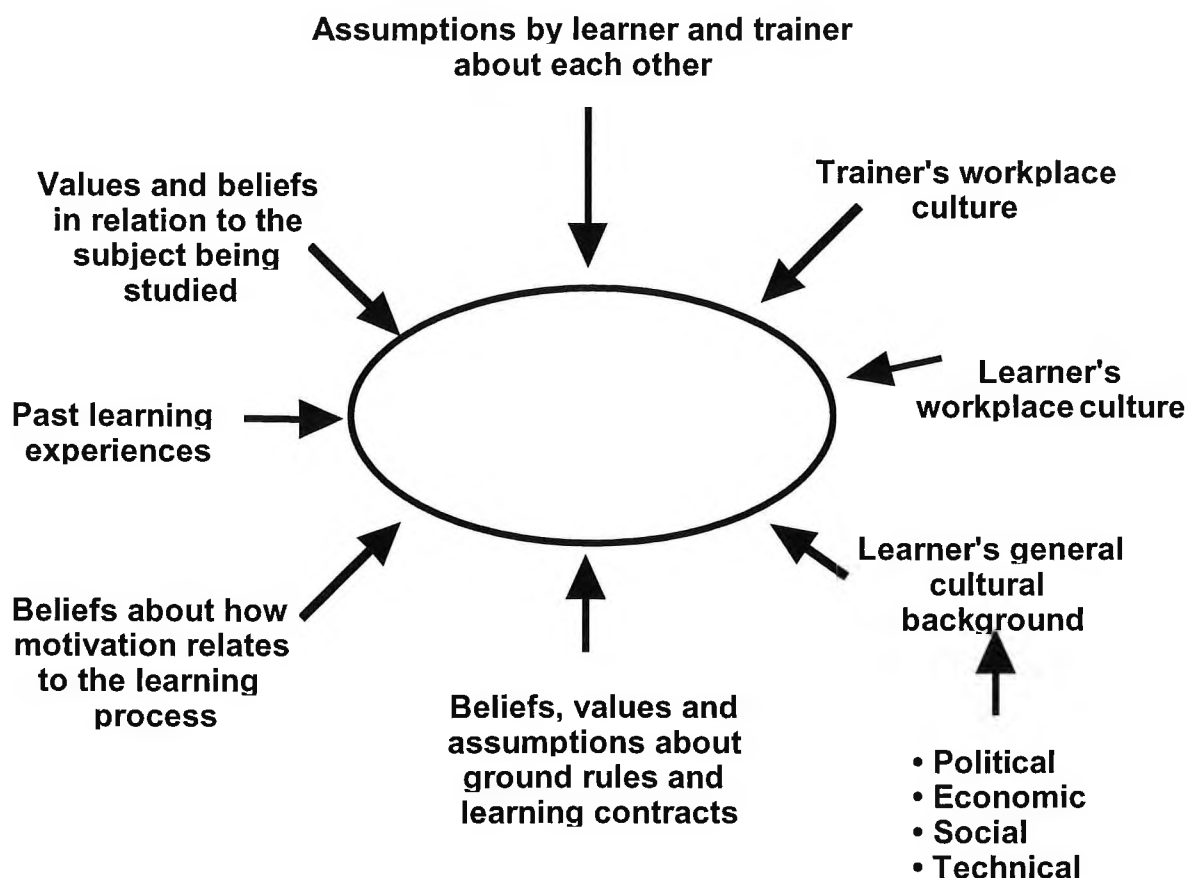 Assumptions by learner and trainer
about each other
Values and beliefs
in relation to the
subject being
studied
Trainer's workplace
culture
Learner's
workplace culture
Past learning
experiences
Learner's general
cultural
background
Beliefs about how
motivation relates
to the learning
process
Beliefs, values and
assumptions about
ground rules and
learning contracts
• Political
• Economic
• Social
• Technical